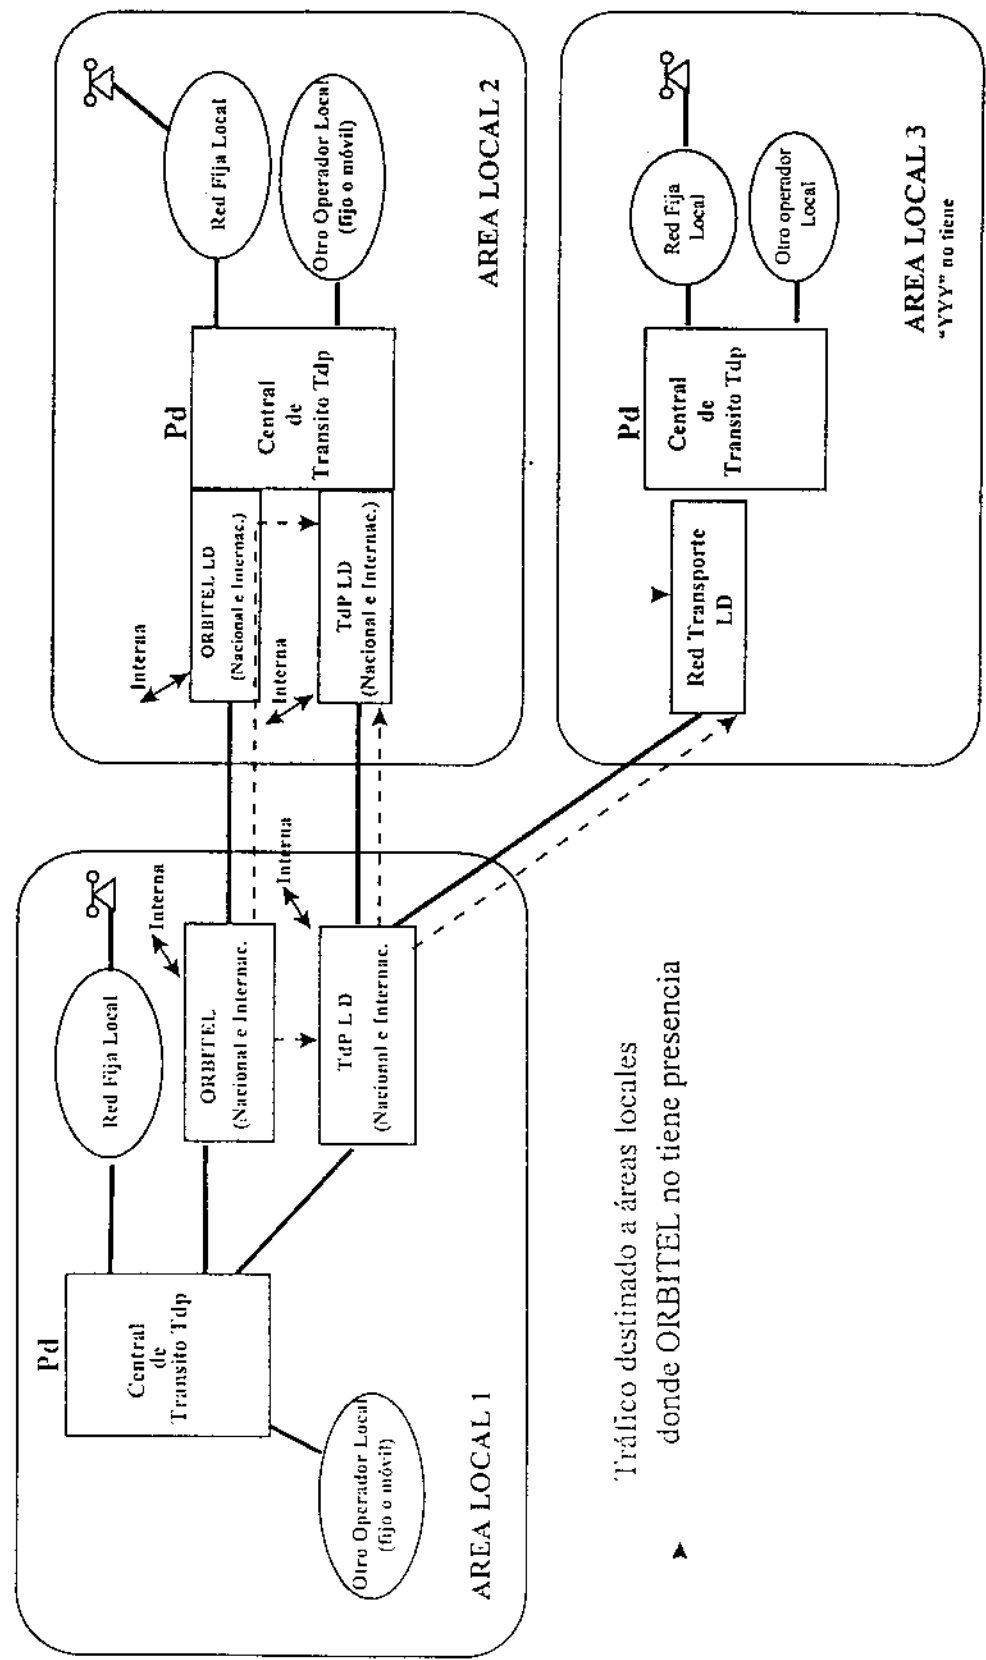 Pd
Central
de
Transito Tdp
Red Fija Local
Otro Operador Local
(fijo o móvil)
ORBITEL
(Nacional e Internac.
Interna
TdP L D
(Nacional e Internac.
Interna
AREA LOCAL 1
Interna
ORBITEL LD
(Nacional e Internac.)
Interna
TdP LD
(Nacional e Internac.)
Pd
Central
de
Transito Tdp
Red Fija Local
Otro Operador Local
(fijo o móvil)
AREA LOCAL 2
Red Transporte
LD
Pd
Central
de
Transito Tdp
Red Fija
Local
Otro operador
Local
AREA LOCAL 3
"YYY" no tiene
Tráfico destinado a áreas locales
donde ORBITEL no tiene presencia